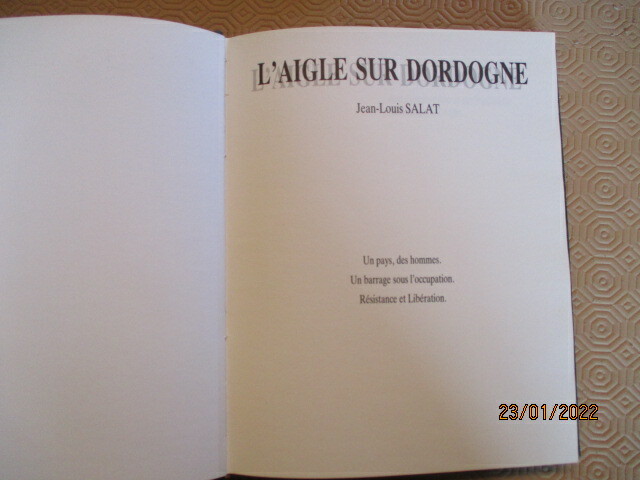 L'AIGLE SUR DORDOGNE
Jean-Louis SALAT
Un pays, des hommes.
Un barrage sous l'occupation.
Résistance et Libération.
23/01/2022